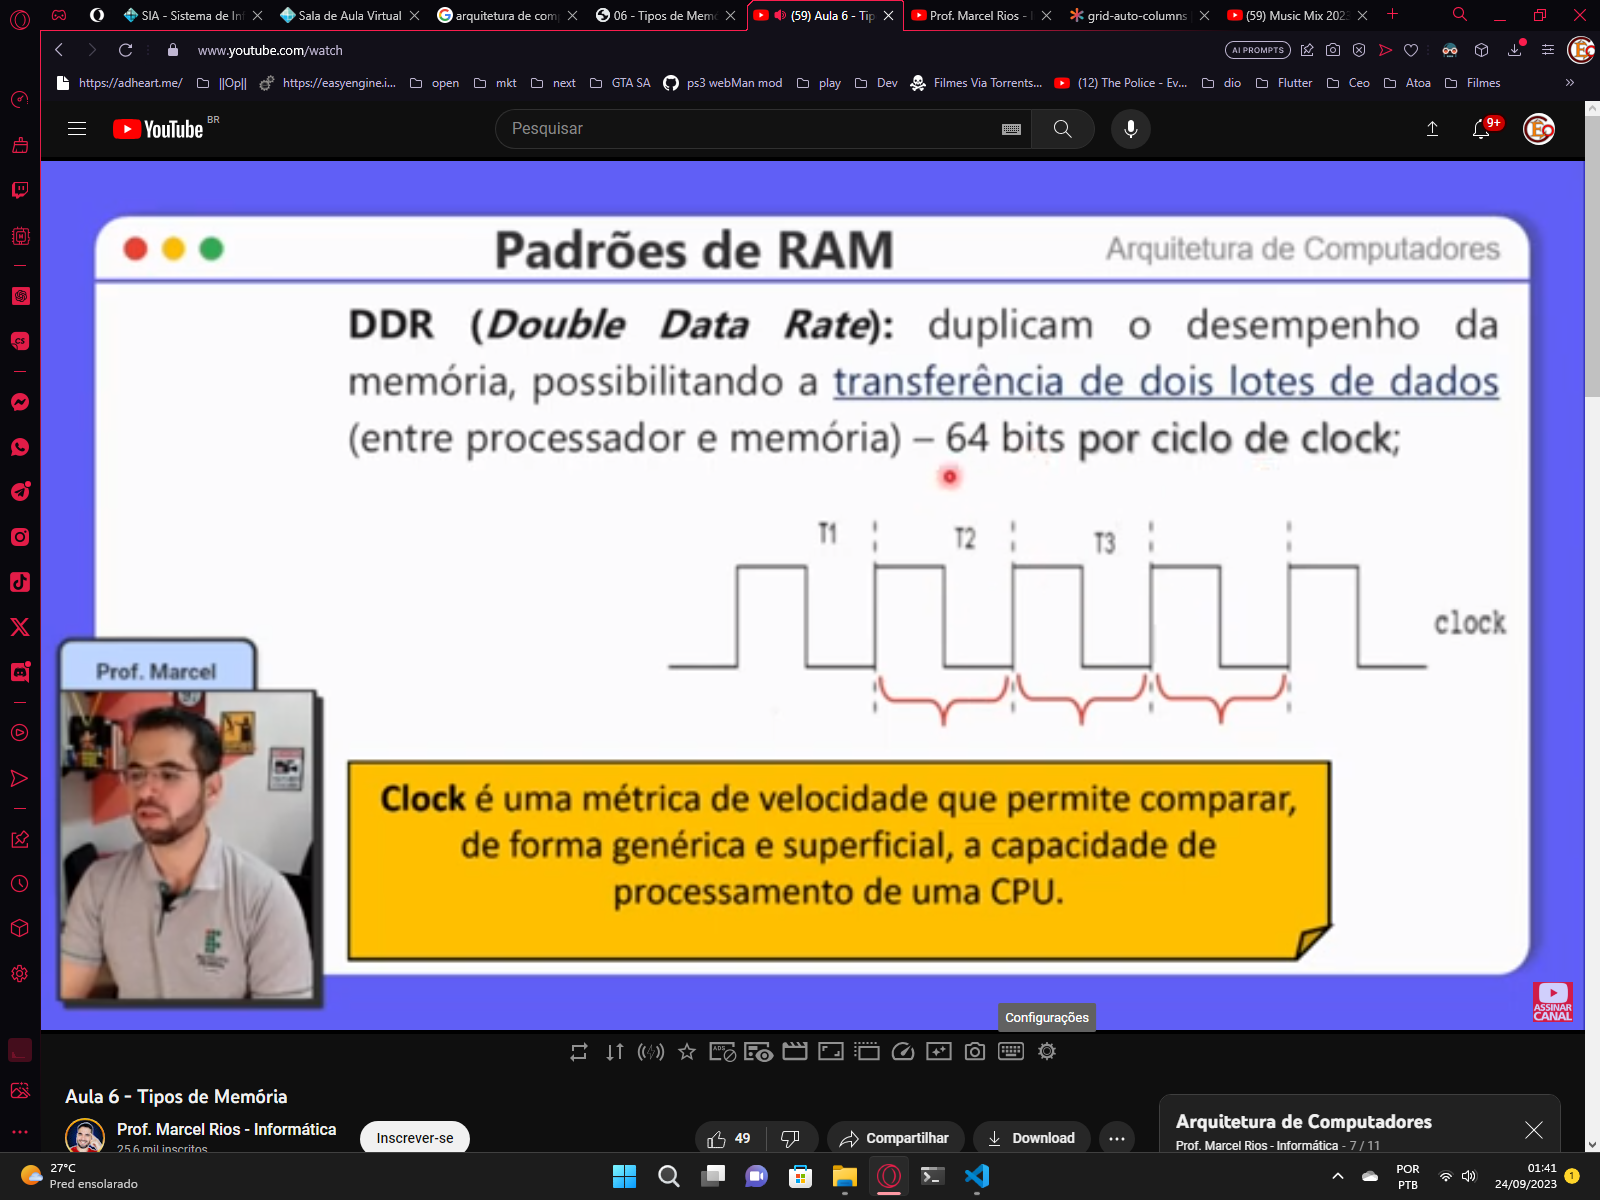 SIA - Sistema de In
Sala de Aula Virtual
arquitetura de com
06 - Tipos de Mem
(59) Aula 6 - Tip
Prof. Marcel Rios -
grid-auto-columns
(59) Music Mix 202
www.youtube.com/watch
AI PROMPTS
https://adheart.me/
||Op||
https://easyengine.i...
open
mkt
next
GTA SA
ps3 webMan mod
play
Dev
Filmes Via Torrents...
(12) The Police - Ev...
dio
Flutter
Ceo
Atoa
Filmes
YouTube BR
Pesquisar
9+
Padrões de RAM
Arquitetura de Computadores
DDR (Double Data Rate): duplicam o desempenho da
memória, possibilitando a transferência de dois lotes de dados
(entre processador e memória) – 64 bits por ciclo de clock;
T1 T2 T3
clock
Prof. Marcel
Clock é uma métrica de velocidade que permite comparar,
de forma genérica e superficial, a capacidade de
processamento de uma CPU.
ASSINAR
CANAL
Configurações
Aula 6 - Tipos de Memória
Prof. Marcel Rios - Informática
25,6 mil inscritos
Inscrever-se
49
Compartilhar
Download
Arquitetura de Computadores
Prof. Marcel Rios - Informática - 7 / 11
27°C
Pred ensolarado
POR
PTB
01:41
24/09/2023
1